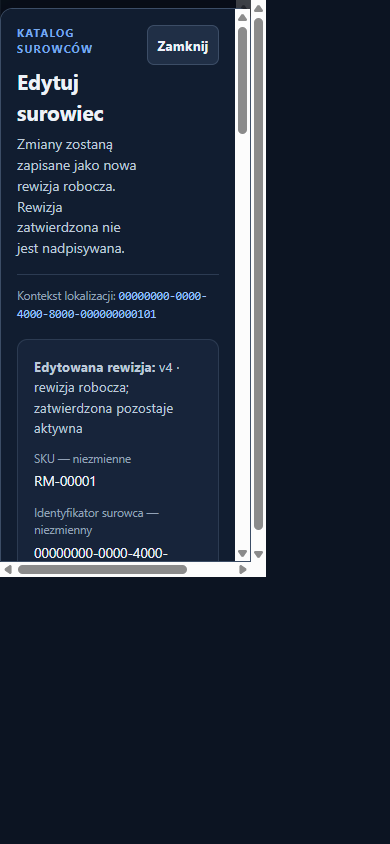 KATALOG
SUROWCÓW
Zamknij
Edytuj
surowiec
Zmiany zostaną
zapisane jako nowa
rewizja robocza.
Rewizja
zatwierdzona nie
jest nadpisywana.
Kontekst lokalizacji: 00000000-0000-
4000-8000-000000000101
Edytowana rewizja: v4 ·
rewizja robocza;
zatwierdzona pozostaje
aktywna
SKU — niezmienne
RM-00001
Identyfikator surowca —
niezmienny
00000000-0000-4000-